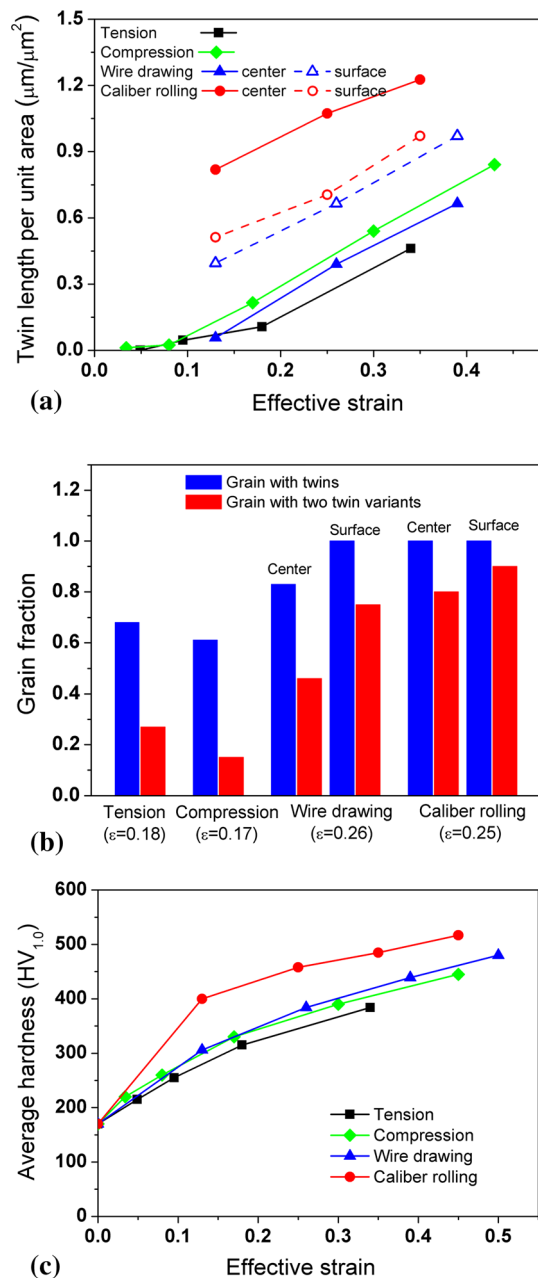 1.5
1.2
0.9
0.6
0.3
0.0
Twin length per unit area (μm/μm²)
Tension
Compression
Wire drawing center surface
Caliber rolling center surface
0.0 0.1 0.2 0.3 0.4
Effective strain
(a)
1.2
1.0
0.8
0.6
0.4
0.2
0.0
Grain fraction
Grain with twins
Grain with two twin variants
Center Surface Center Surface
Tension Compression Wire drawing Caliber rolling
(ε=0.18) (ε=0.17) (ε=0.26) (ε=0.25)
(b)
600
500
400
300
200
100
0
Average hardness (HV1.0)
Tension
Compression
Wire drawing
Caliber rolling
0.0 0.1 0.2 0.3 0.4 0.5
Effective strain
(c)